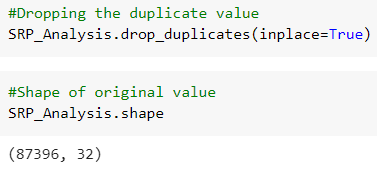 #Dropping the duplicate value
SRP_Analysis.drop_duplicates(inplace=True)
#Shape of original value
SRP_Analysis.shape
(87396, 32)